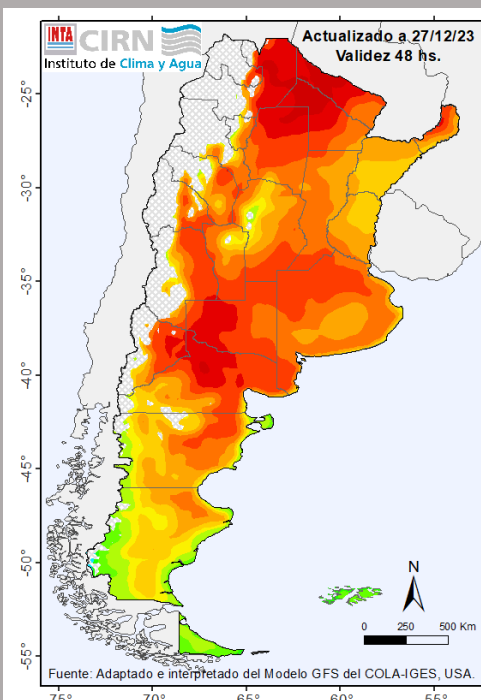 INTA CIRN
Instituto de Clima y Agua
Actualizado a 27/12/23
Validez 48 hs.
-25°
-30°
-35°
-40°
-45°
-50°
-55°
N
0 250 500 Km
Fuente: Adaptado e interpretado del Modelo GFS del COLA-IGES, USA.
75° 70° 65° 60° 55°